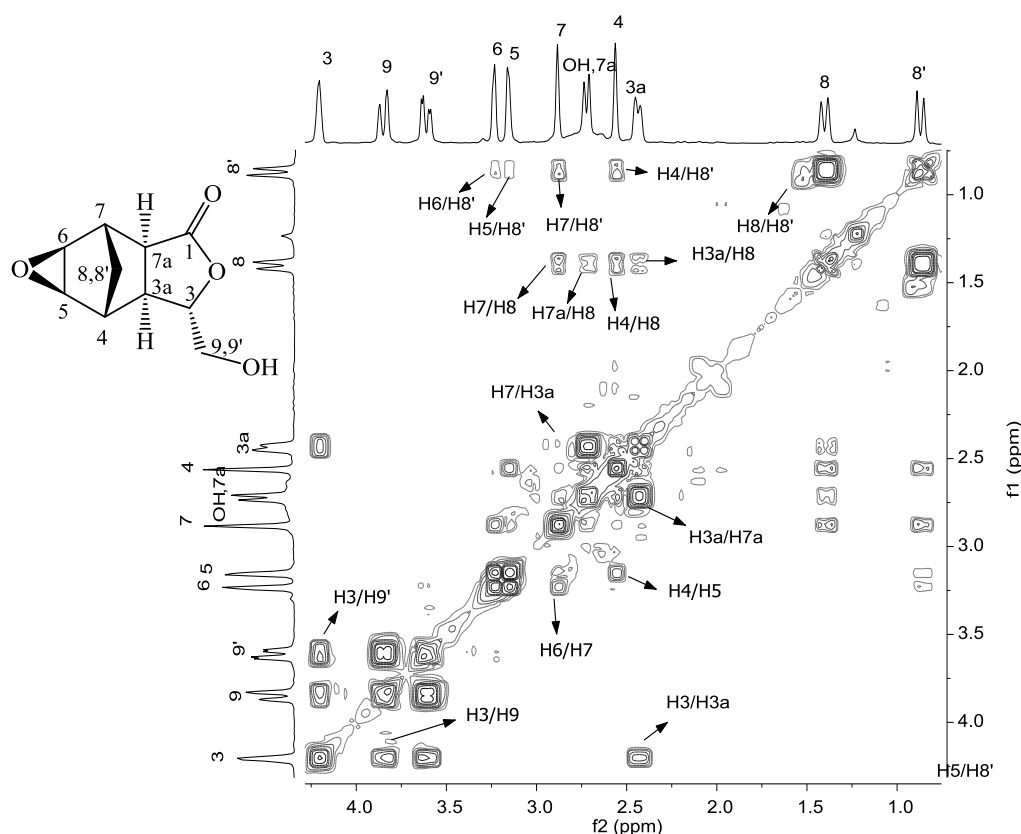 3
9
9'
6
5
7
OH,7a
4
3a
8
8'
8'
H6/H8'
H5/H8'
H7/H8'
H4/H8'
H8/H8'
1.0
8
H7/H8
H7a/H8
H4/H8
H3a/H8
1.5
H
O
7
6
1
O
8,8'
7a
O
3a
3
5
4
H
9,9'
OH
2.0
H7/H3a
f1 (ppm)
3a
4
OH,7a
7
2.5
H3a/H7a
3.0
6 5
H4/H5
H3/H9'
H6/H7
9'
3.5
9
H3/H9
H3/H3a
4.0
3
H5/H8'
4.0
3.5
3.0
2.5
2.0
1.5
1.0
f2 (ppm)